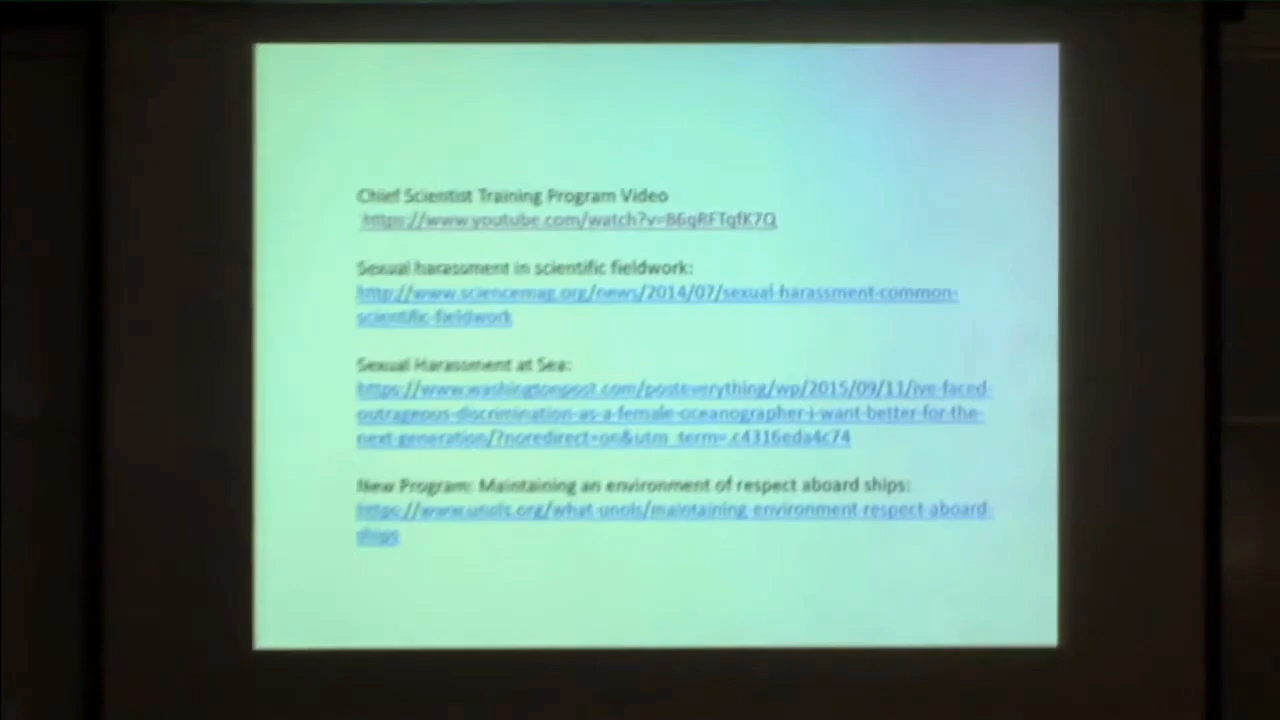 Chief Scientist Training Program Video
https://www.youtube.com/watch?v=B6qRFTqfK7Q
Sexual harassment in scientific fieldwork:
http://www.sciencemag.org/news/2014/07/sexual-harassment-common-
scientific-fieldwork
Sexual Harassment at Sea:
https://www.washingtonpost.com/posteverything/wp/2015/09/11/ive-faced-
outrageous-discrimination-as-a-female-oceanographer-i-want-better-for-the-
next-generation/?noredirect=on&utm_term=.c4316eda4c74
New Program: Maintaining an environment of respect aboard ships:
https://www.unols.org/what-unols/maintaining-environment-respect-aboard-
ships